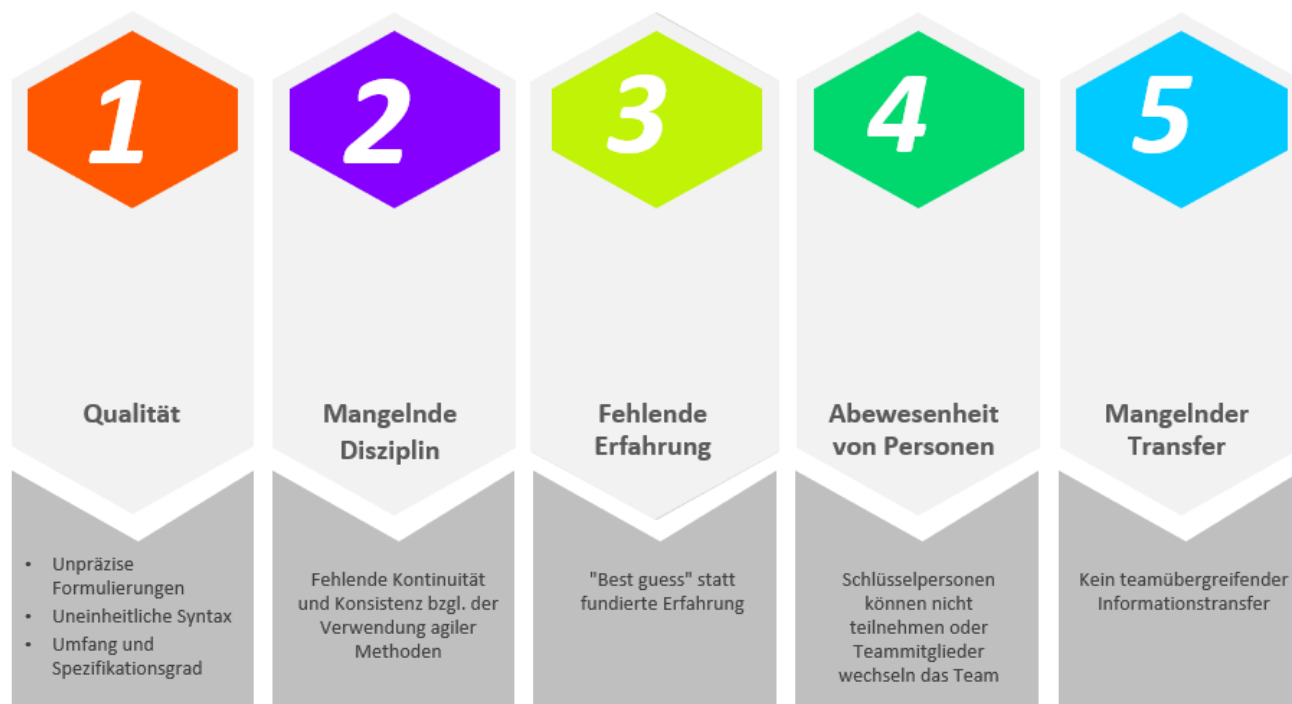 1
Qualität
• Unpräzise
Formulierungen
• Uneinheitliche Syntax
• Umfang und
Spezifikationsgrad
2
Mangelnde
Disziplin
Fehlende Kontinuität
und Konsistenz bzgl. der
Verwendung agiler
Methoden
3
Fehlende
Erfahrung
"Best guess" statt
fundierte Erfahrung
4
Abewesenheit
von Personen
Schlüsselpersonen
können nicht
teilnehmen oder
Teammitglieder
wechseln das Team
5
Mangelnder
Transfer
Kein teamübergreifender
Informationstransfer